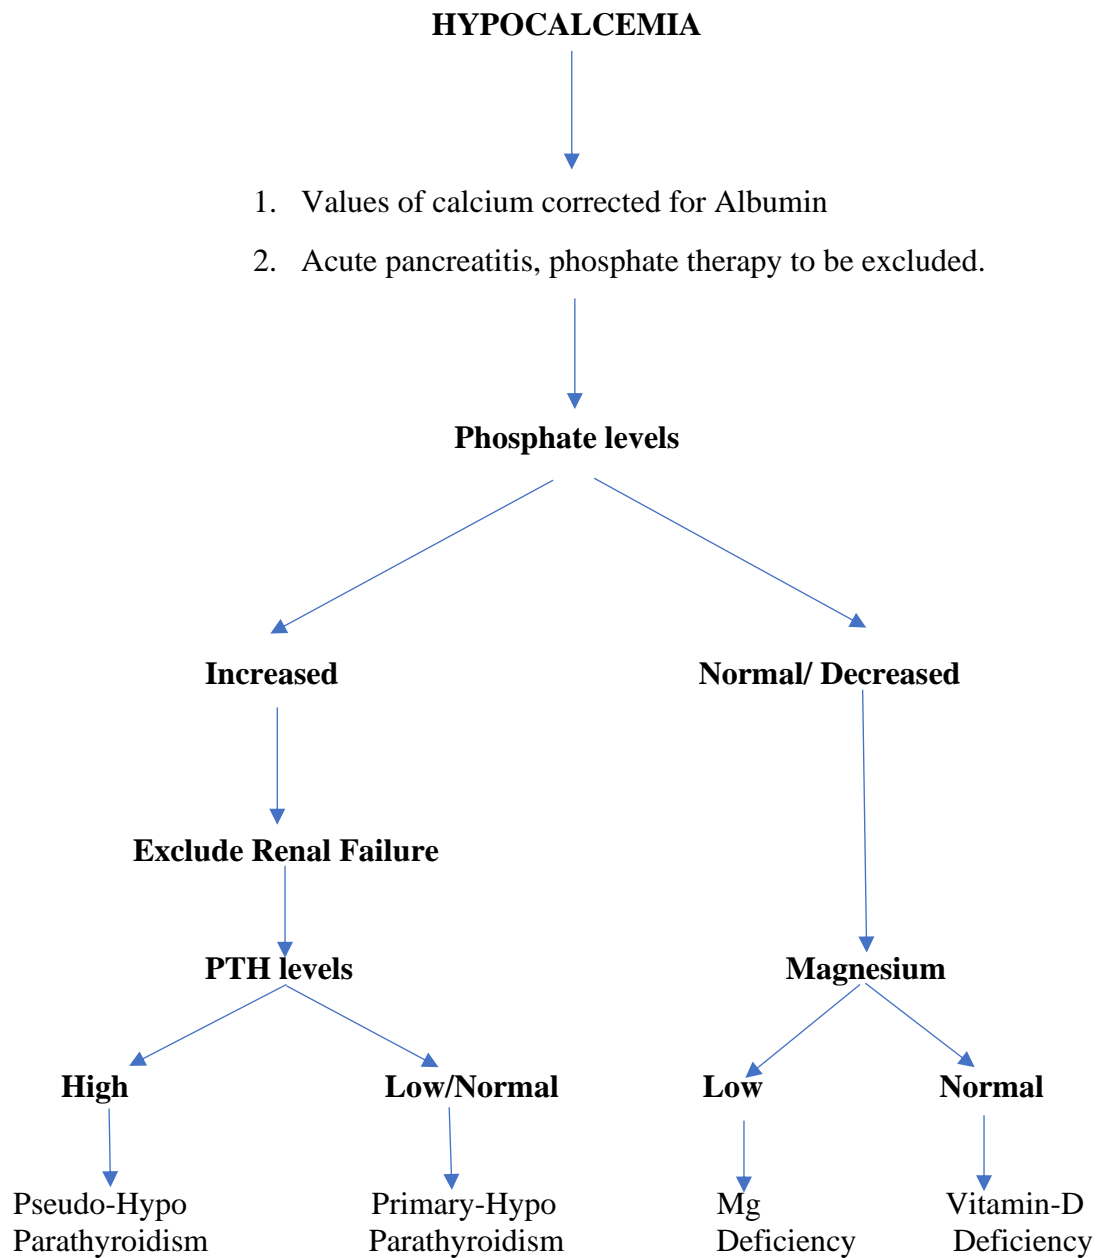 HYPOCALCEMIA
1. Values of calcium corrected for Albumin
2. Acute pancreatitis, phosphate therapy to be excluded.
Phosphate levels
Increased
Normal/ Decreased
Exclude Renal Failure
PTH levels
Magnesium
High
Low/Normal
Low
Normal
Pseudo-Hypo
Parathyroidism
Primary-Hypo
Parathyroidism
Mg
Deficiency
Vitamin-D
Deficiency